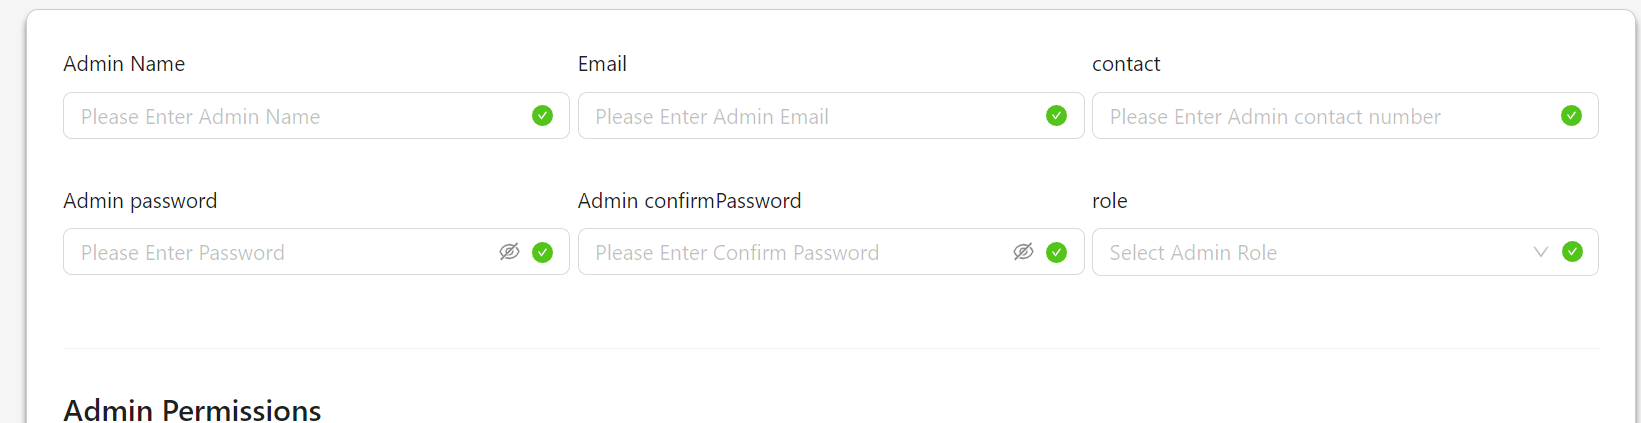 Admin Name Email contact
Please Enter Admin Name Please Enter Admin Email Please Enter Admin contact number
Admin password Admin confirmPassword role
Please Enter Password Please Enter Confirm Password Select Admin Role
Admin Permissions